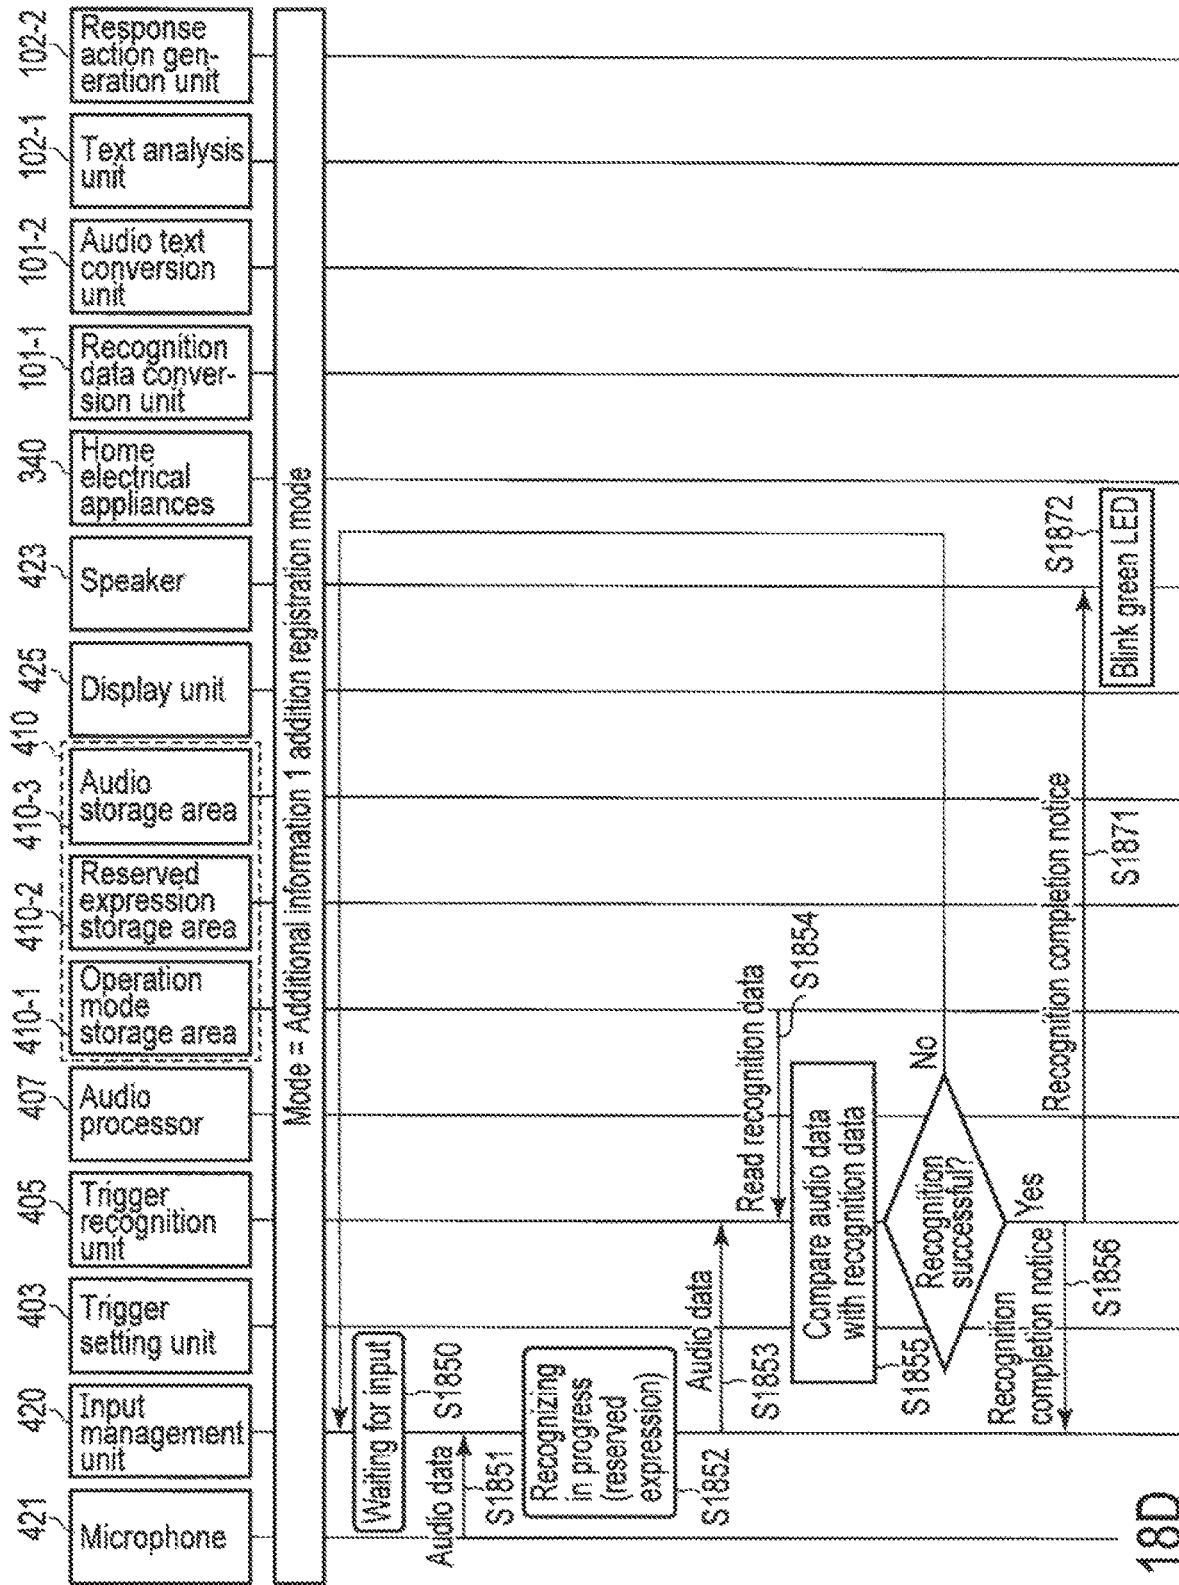 421
Microphone
420
Input
management
unit
403
Trigger
setting unit
405
Trigger
recognition
unit
407
Audio
processor
410-1
Operation
mode
storage area
410-2
Reserved
expression
storage area
410-3
Audio
storage area
410
425
Display unit
423
Speaker
340
Home
electrical
appliances
101-1
Recognition
data conver-
sion unit
101-2
Audio text
conversion
unit
102-1
Text analysis
unit
102-2
Response
action gen-
eration unit
Mode = Additional information 1 addition registration mode
Waiting for input
S1850
Audio data
S1851
Recognizing
in progress
(reserved
expression)
S1852
Audio data
S1853
Read recognition data
S1854
Compare audio data
with recognition data
S1855
Recognition
successful?
No
Yes
Recognition
completion notice
S1856
Recognition completion notice
S1871
S1872
Blink green LED
18D